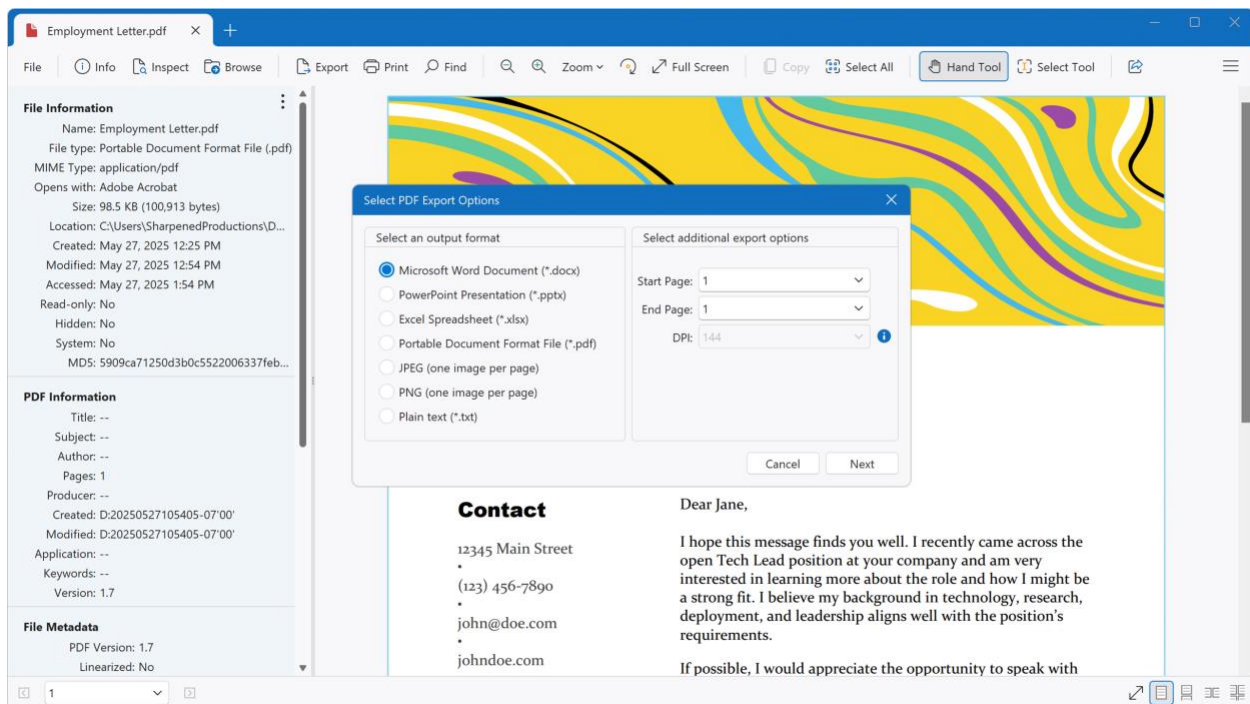 Employment Letter.pdf
File Info Inspect Browse Export Print Find Zoom Full Screen Copy Select All Hand Tool Select Tool
File Information
Name: Employment Letter.pdf
File type: Portable Document Format File (.pdf)
MIME Type: application/pdf
Opens with: Adobe Acrobat
Size: 98.5 KB (100,913 bytes)
Location: C:\Users\SharpenedProductions\D...
Created: May 27, 2025 12:25 PM
Modified: May 27, 2025 12:54 PM
Accessed: May 27, 2025 1:54 PM
Read-only: No
Hidden: No
System: No
MD5: 5909ca71250d3b0c5522006337feb...
PDF Information
Title: --
Subject: --
Author: --
Pages: 1
Producer: --
Created: D:20250527105405-07'00'
Modified: D:20250527105405-07'00'
Application: --
Keywords: --
Version: 1.7
File Metadata
PDF Version: 1.7
Linearized: No
1
Select PDF Export Options
Select an output format
Microsoft Word Document (*.docx)
PowerPoint Presentation (*.pptx)
Excel Spreadsheet (*.xlsx)
Portable Document Format File (*.pdf)
JPEG (one image per page)
PNG (one image per page)
Plain text (*.txt)
Select additional export options
Start Page: 1
End Page: 1
DPI: 144
Cancel Next
Contact
12345 Main Street
•
(123) 456-7890
•
john@doe.com
•
johndoe.com
Dear Jane,
I hope this message finds you well. I recently came across the
open Tech Lead position at your company and am very
interested in learning more about the role and how I might be
a strong fit. I believe my background in technology, research,
deployment, and leadership aligns well with the position's
requirements.
If possible, I would appreciate the opportunity to speak with